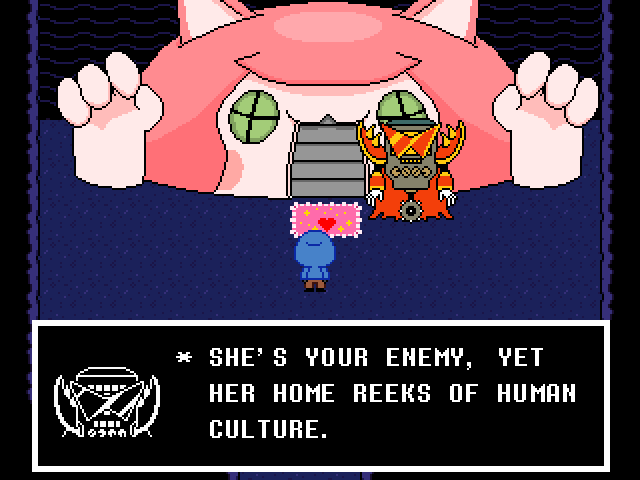 * SHE'S YOUR ENEMY, YET
HER HOME REEKS OF HUMAN
CULTURE.